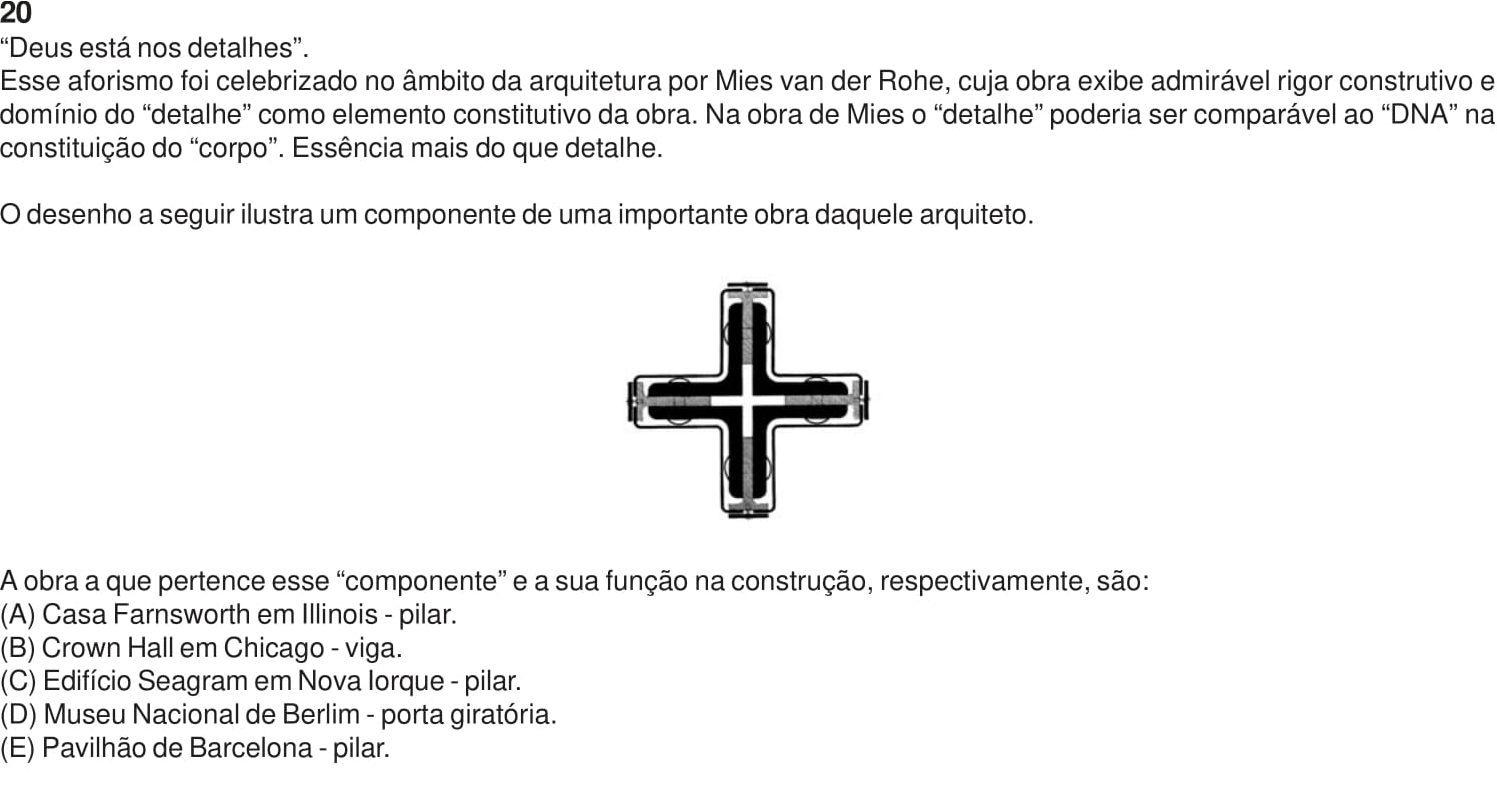 20
“Deus está nos detalhes”.
Esse aforismo foi celebrizado no âmbito da arquitetura por Mies van der Rohe, cuja obra exibe admirável rigor construtivo e
domínio do “detalhe” como elemento constitutivo da obra. Na obra de Mies o “detalhe” poderia ser comparável ao “DNA” na
constituição do “corpo”. Essência mais do que detalhe.
O desenho a seguir ilustra um componente de uma importante obra daquele arquiteto.
A obra a que pertence esse “componente” e a sua função na construção, respectivamente, são:
(A) Casa Farnsworth em Illinois - pilar.
(B) Crown Hall em Chicago - viga.
(C) Edifício Seagram em Nova Iorque - pilar.
(D) Museu Nacional de Berlim - porta giratória.
(E) Pavilhão de Barcelona - pilar.